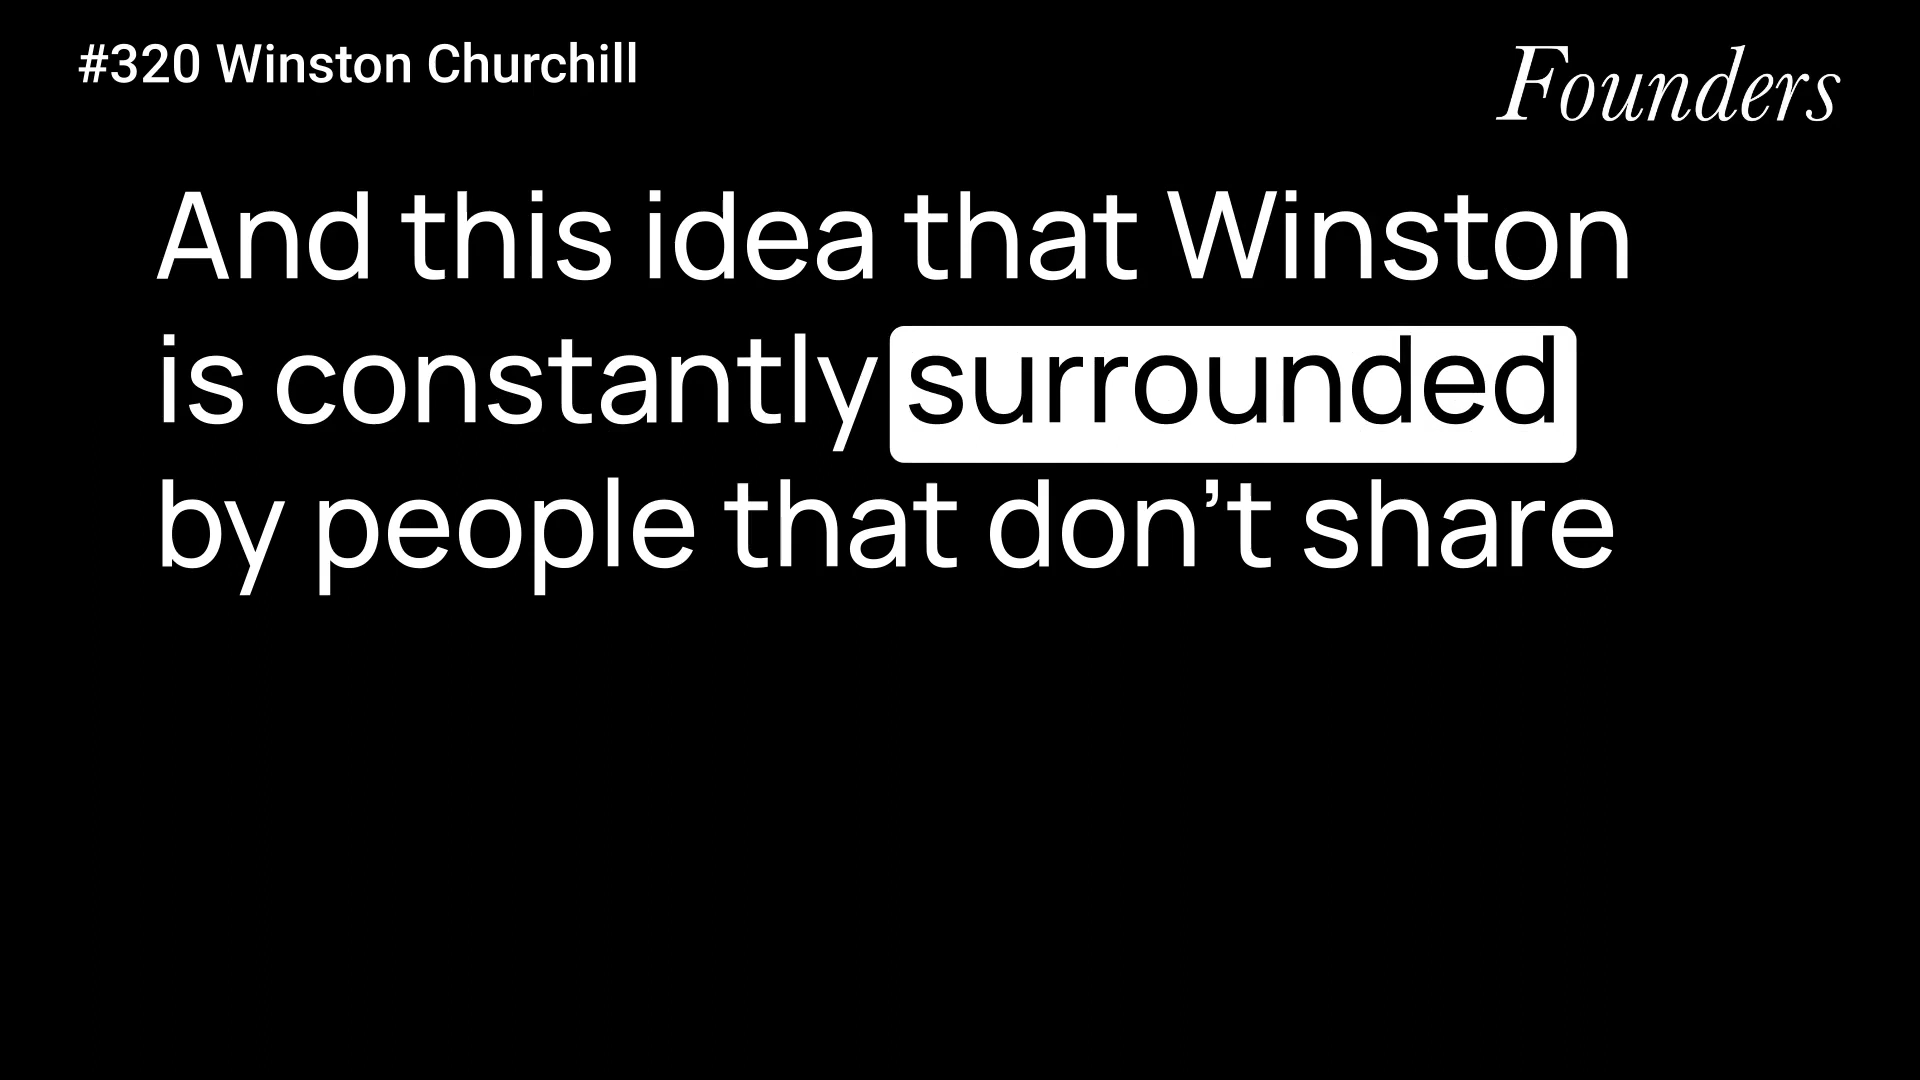 #320 Winston Churchill
Founders
And this idea that Winston
is constantly surrounded
by people that don’t share